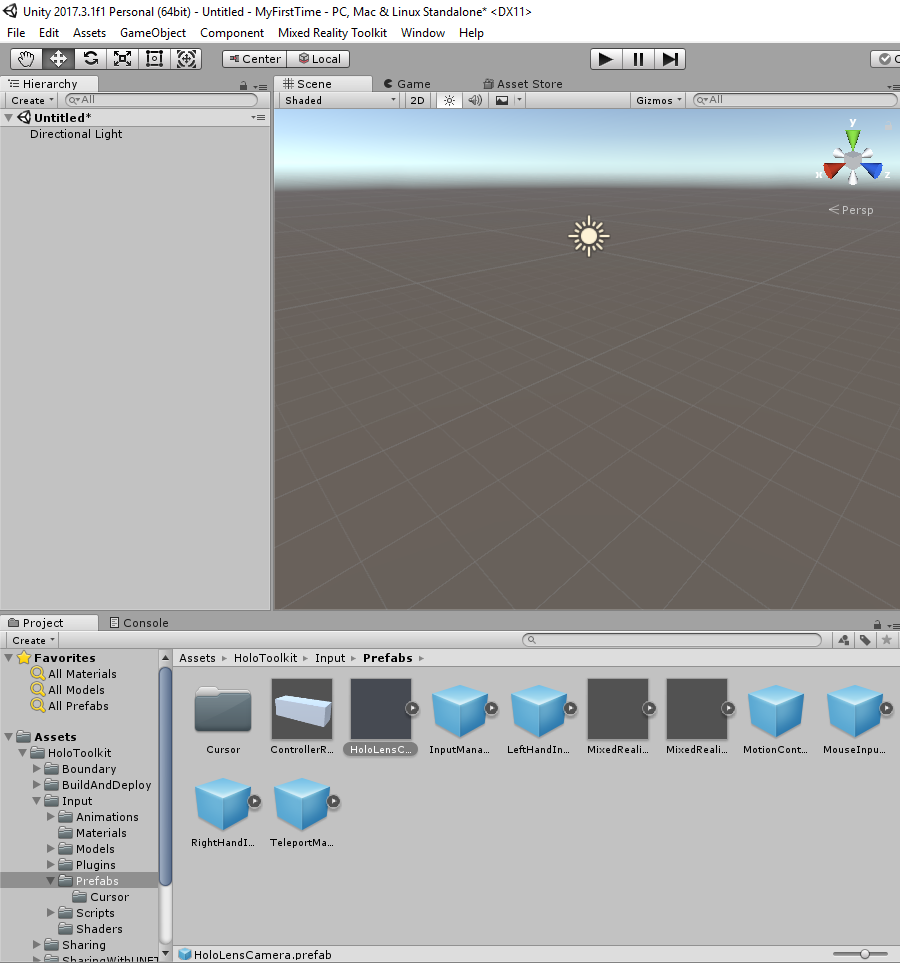 Unity 2017.3.1f1 Personal (64bit) - Untitled - MyFirstTime - PC, Mac & Linux Standalone* <DX11>
File Edit Assets GameObject Component Mixed Reality Toolkit Window Help
Center Local
Hierarchy
Create All
Untitled*
Directional Light
Scene Game Asset Store
Shaded 2D Gizmos All
y
x z
Persp
Project Console
Create
Favorites
All Materials
All Models
All Prefabs
Assets
HoloToolkit
Boundary
BuildAndDeploy
Input
Animations
Materials
Models
Plugins
Prefabs
Cursor
Scripts
Shaders
Sharing
SharingWithUNET
Assets HoloToolkit Input Prefabs
Cursor ControllerR... HoloLensC... InputMana... LeftHandIn... MixedReali... MixedReali... MotionCont... MouseInpu...
RightHandI... TeleportMa...
HoloLensCamera.prefab